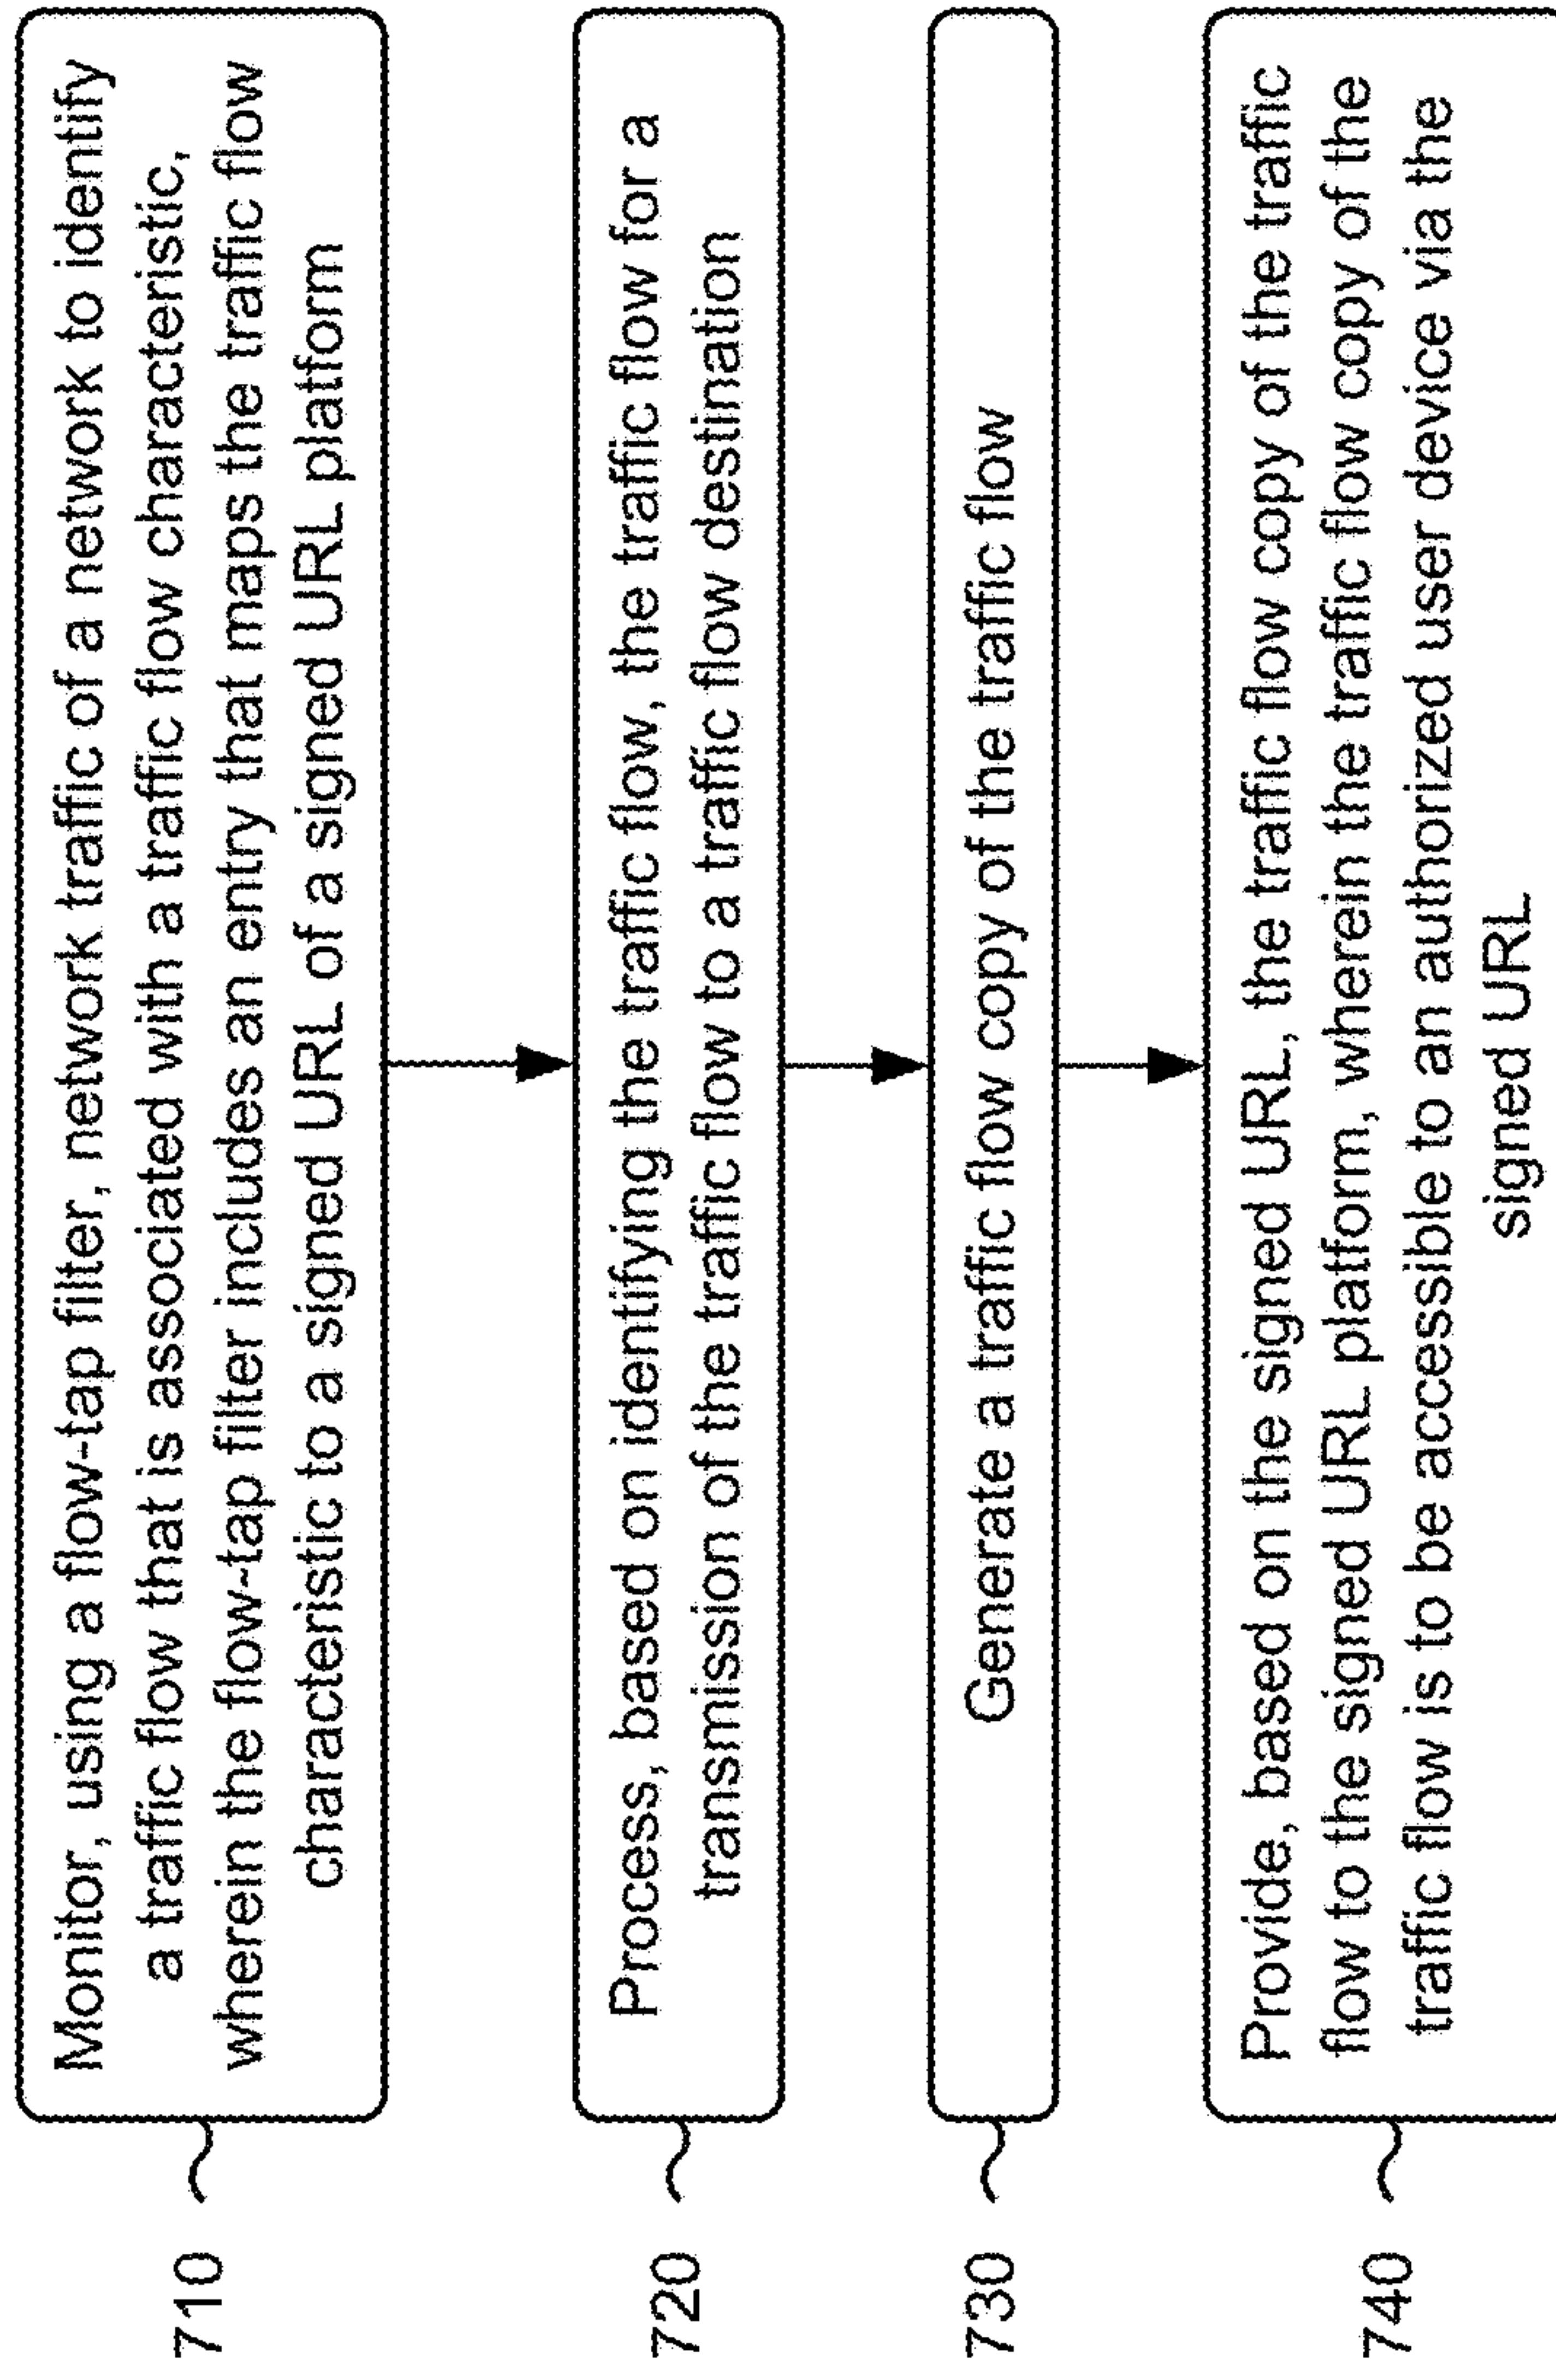 710
Monitor, using a flow-tap filter, network traffic of a network to identify
a traffic flow that is associated with a traffic flow characteristic,
wherein the flow-tap filter includes an entry that maps the traffic flow
characteristic to a signed URL of a signed URL platform
720
Process, based on identifying the traffic flow, the traffic flow for a
transmission of the traffic flow to a traffic flow destination
730
Generate a traffic flow copy of the traffic flow
740
Provide, based on the signed URL, the traffic flow copy of the traffic
flow to the signed URL platform, wherein the traffic flow copy of the
traffic flow is to be accessible to an authorized user device via the
signed URL